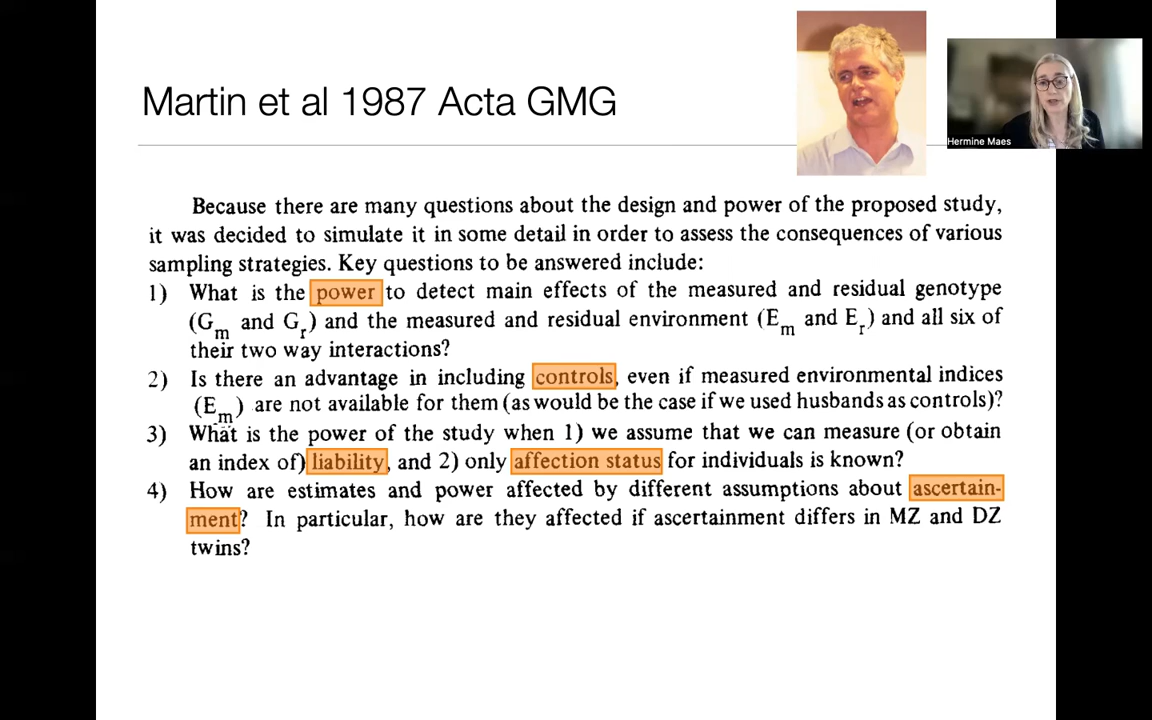 Martin et al 1987 Acta GMG
Hermine Maes
Because there are many questions about the design and power of the proposed study,
it was decided to simulate it in some detail in order to assess the consequences of various
sampling strategies. Key questions to be answered include:
1) What is the power to detect main effects of the measured and residual genotype
(Gm and Gr) and the measured and residual environment (Em and Er) and all six of
their two way interactions?
2) Is there an advantage in including controls, even if measured environmental indices
(Em) are not available for them (as would be the case if we used husbands as controls)?
3) What is the power of the study when 1) we assume that we can measure (or obtain
an index of) liability, and 2) only affection status for individuals is known?
4) How are estimates and power affected by different assumptions about ascertain-
ment? In particular, how are they affected if ascertainment differs in MZ and DZ
twins?